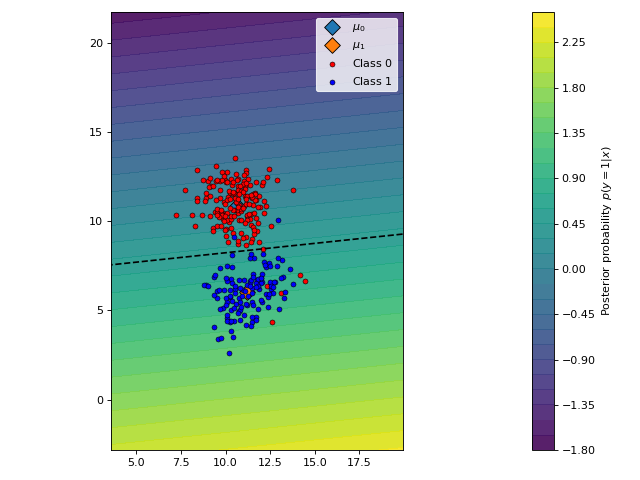 μ₀
μ₁
Class 0
Class 1
20
15
10
5
0
5.0 7.5 10.0 12.5 15.0 17.5
2.25
1.80
1.35
0.90
0.45
0.00
−0.45
−0.90
−1.35
−1.80
Posterior probability p(y = 1|x)